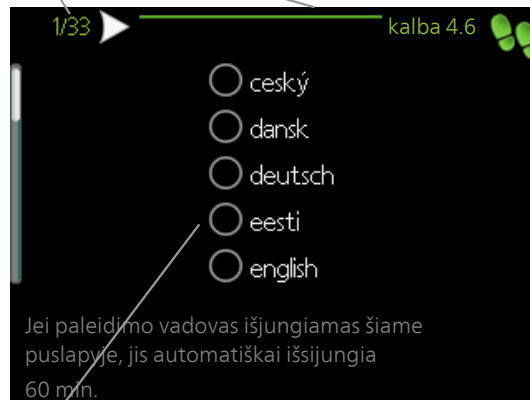 1/33
kalba 4.6
ceský
dansk
deutsch
eesti
english
Jei paleidimo vadovas išjungiamas šiame
puslapyje, jis automatiškai išsijungia
60 min.